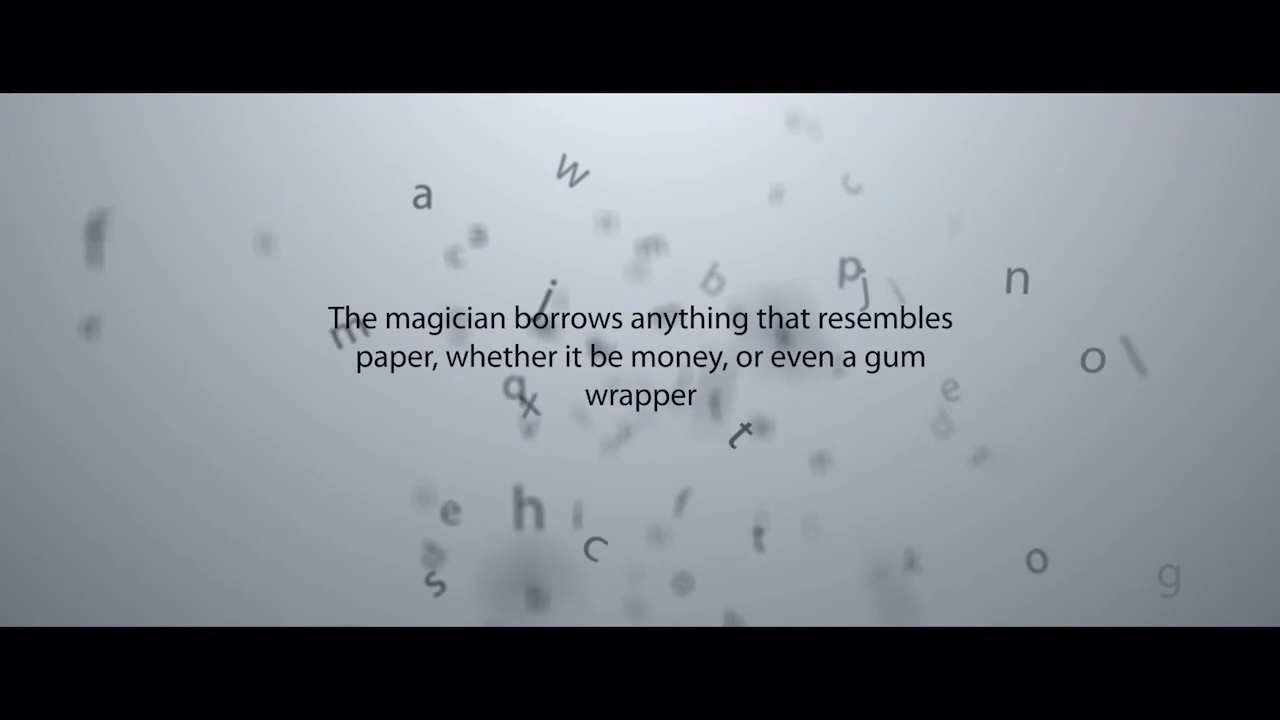 The magician borrows anything that resembles
paper, whether it be money, or even a gum
wrapper